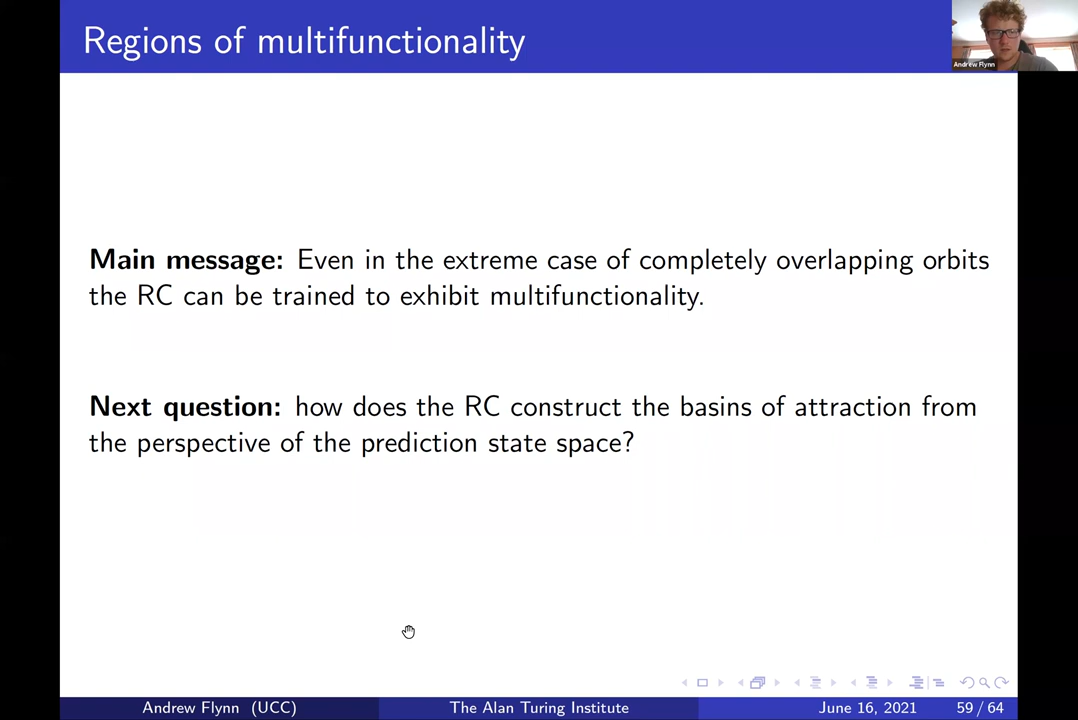 Regions of multifunctionality
Andrew Flynn
Main message: Even in the extreme case of completely overlapping orbits
the RC can be trained to exhibit multifunctionality.
Next question: how does the RC construct the basins of attraction from
the perspective of the prediction state space?
Andrew Flynn (UCC) The Alan Turing Institute June 16, 2021 59 / 64